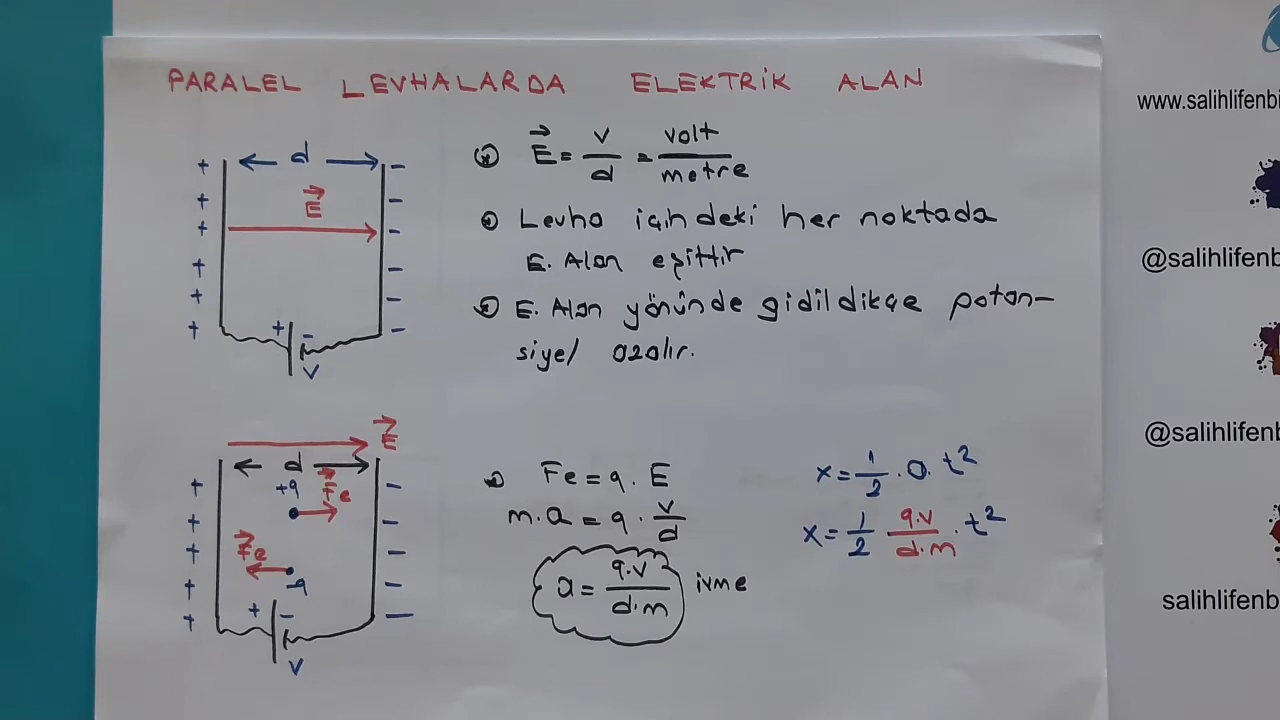 PARALEL LEVHALARDA ELEKTRİK ALAN
+ d -
+ -
+ E -
+ -
+ -
+ + - -
V
E = V/d = volt/metre
Levha içindeki her noktada
E. Alan eşittir
E. Alan yönünde gidildikçe potan-
siyel azalır.
E
d
+ +q Fe -
+ -
+ Fe -
+ -q -
+ + - -
V
Fe = q . E
m.a = q . V/d
a = q.V/d.m ivme
x = 1/2 . a . t²
x = 1/2 q.V/d.m . t²
www.salihlifenbi
@salihlifenb
@salihlifenb
salihlifenb